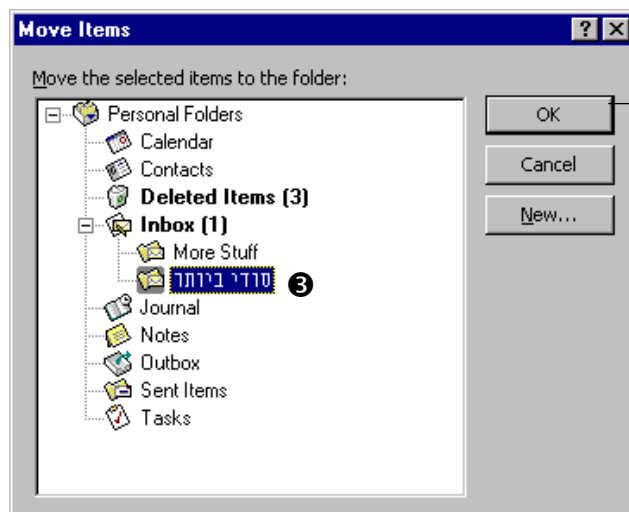 Move Items
Move the selected items to the folder:
Personal Folders
Calendar
Contacts
Deleted Items (3)
Inbox (1)
More Stuff
סודי ביותר
❸
Journal
Notes
Outbox
Sent Items
Tasks
OK
Cancel
New...